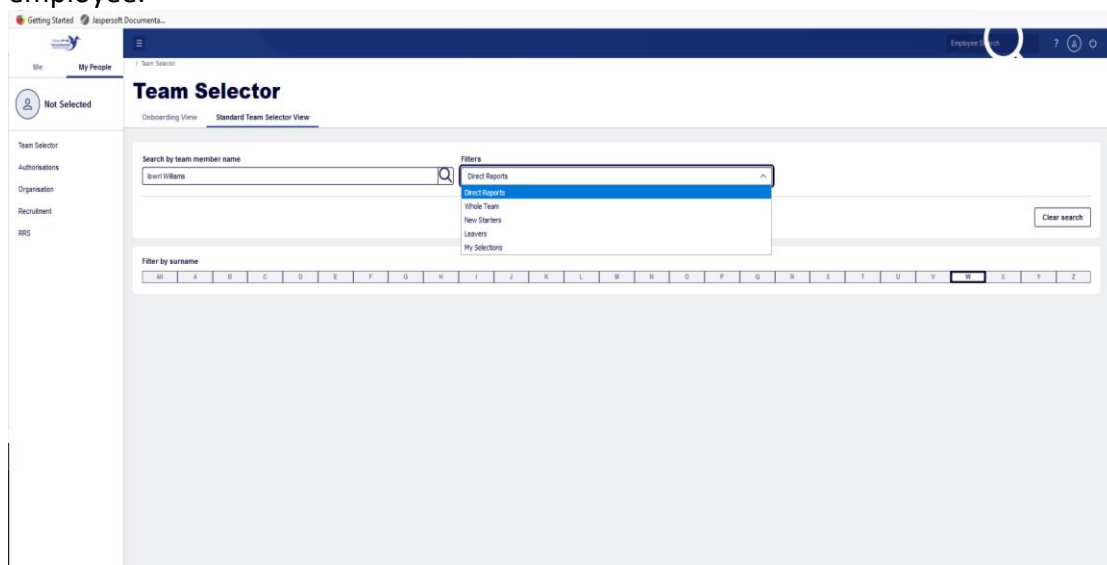 employee.
Getting Started Jaspersoft Documenta...
Employee Search ?
Me My People
/ Team Selector
Not Selected
Team Selector
Onboarding View Standard Team Selector View
Team Selector
Authorisations
Organisation
Recruitment
RRS
Search by team member name Filters
Iowri Williams Direct Reports
Direct Reports
Whole Team
New Starters
Leavers
My Selections
Clear search
Filter by surname
All A B C D E F G H I J K L M N O P Q R S T U V W X Y Z